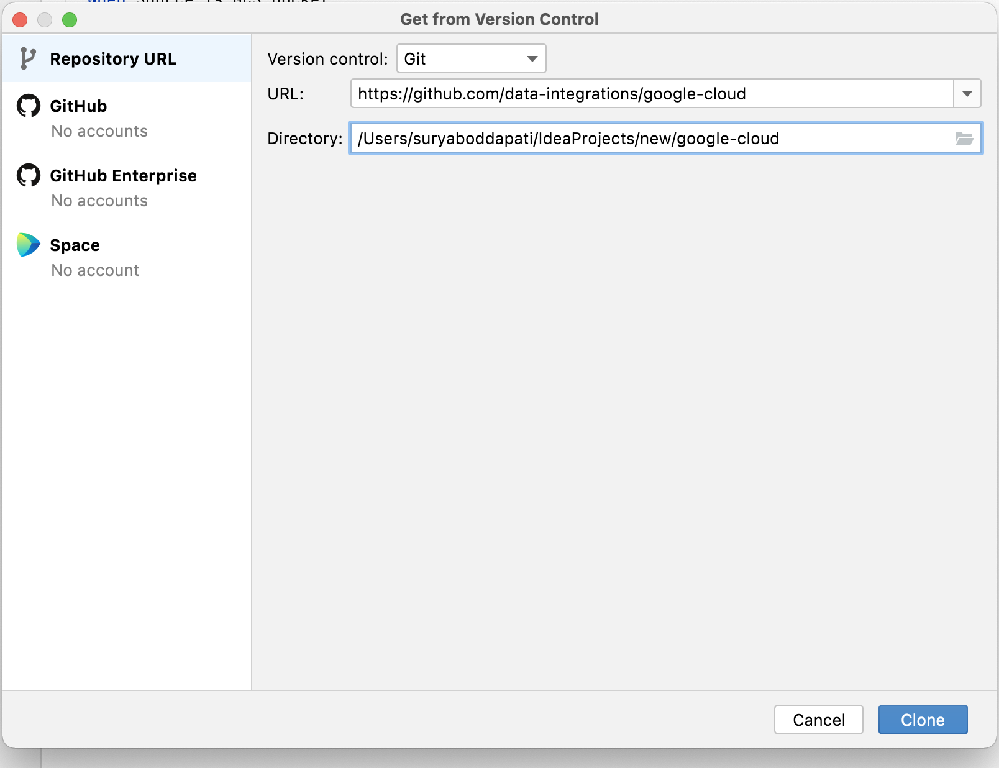 Get from Version Control
Repository URL
GitHub
No accounts
GitHub Enterprise
No accounts
Space
No account
Version control: Git
URL: https://github.com/data-integrations/google-cloud
Directory: /Users/suryaboddapati/IdeaProjects/new/google-cloud
Cancel Clone